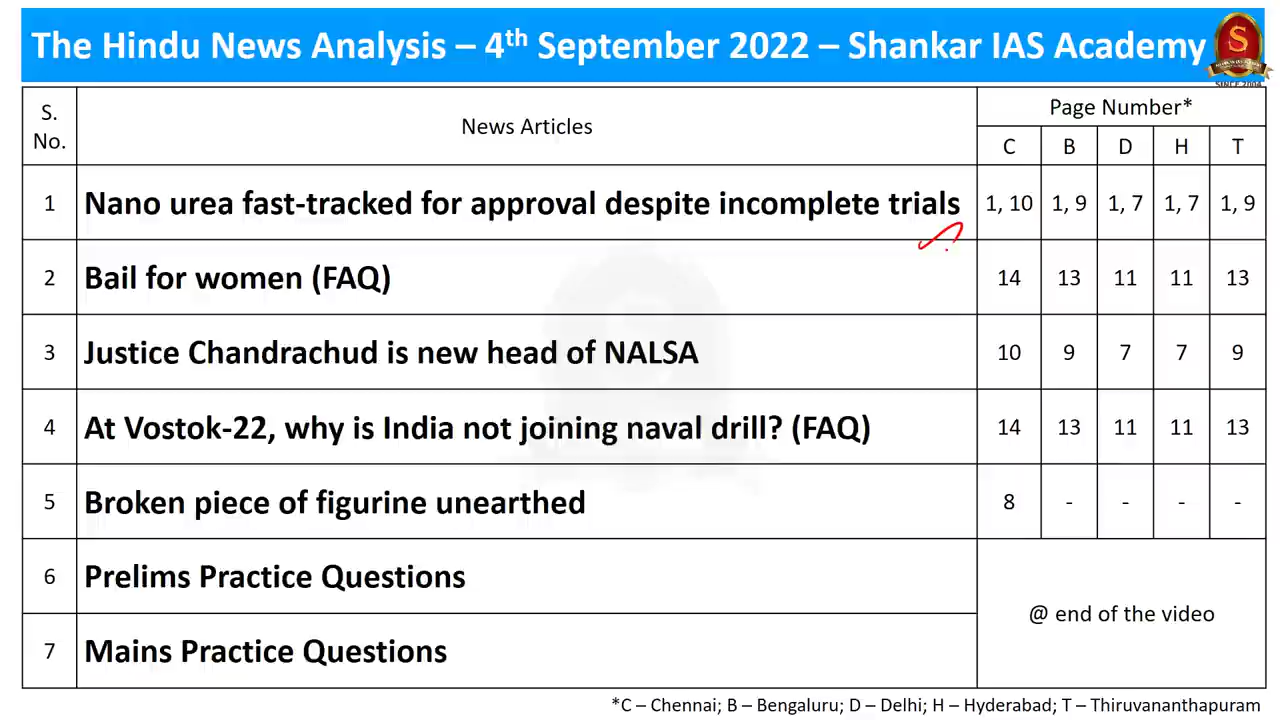 The Hindu News Analysis – 4th September 2022 – Shankar IAS Academy
S
SINCE 2004
S. No. News Articles Page Number*
C B D H T
1 Nano urea fast-tracked for approval despite incomplete trials 1, 10 1, 9 1, 7 1, 7 1, 9
2 Bail for women (FAQ) 14 13 11 11 13
3 Justice Chandrachud is new head of NALSA 10 9 7 7 9
4 At Vostok-22, why is India not joining naval drill? (FAQ) 14 13 11 11 13
5 Broken piece of figurine unearthed 8 - - - -
6 Prelims Practice Questions
@ end of the video
7 Mains Practice Questions
*C – Chennai; B – Bengaluru; D – Delhi; H – Hyderabad; T – Thiruvananthapuram